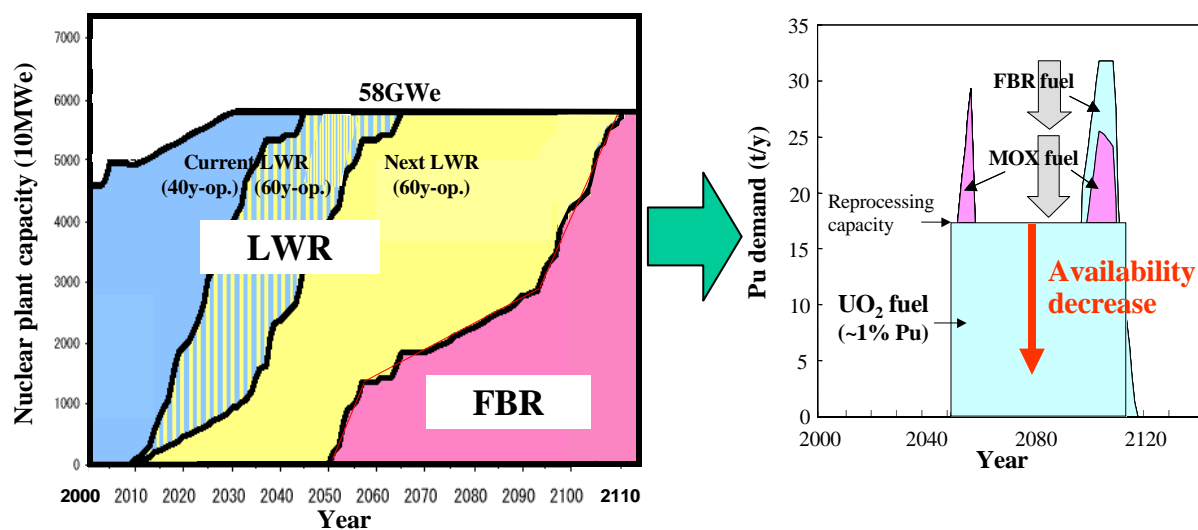 Nuclear plant capacity (10MWe)
7000
6000
5000
4000
3000
2000
1000
0
58GWe
Current LWR
(40y-op.)
(60y-op.)
Next LWR
(60y-op.)
LWR
FBR
2000 2010 2020 2030 2040 2050 2060 2070 2080 2090 2100 2110
Year
Pu demand (t/y)
35
30
25
20
15
10
5
0
FBR fuel
MOX fuel
Reprocessing
capacity
Availability
decrease
UO₂ fuel
(~1% Pu)
2000 2040 2080 2120
Year